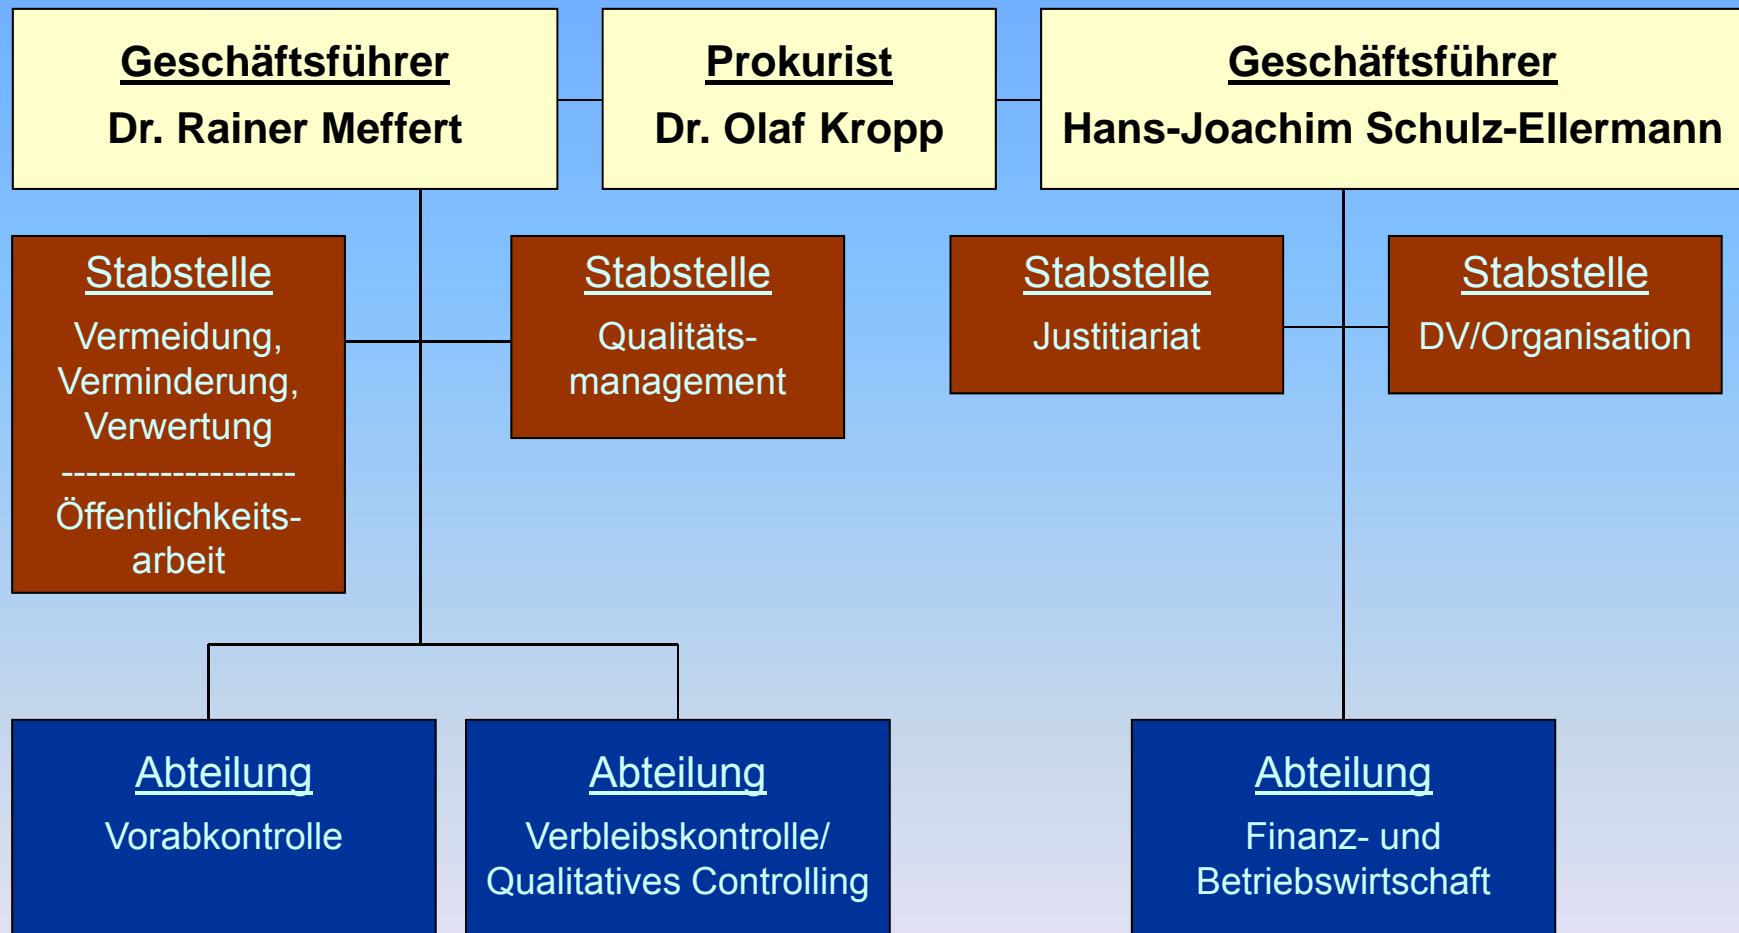 Geschäftsführer
Dr. Rainer Meffert
Prokurist
Dr. Olaf Kropp
Geschäftsführer
Hans-Joachim Schulz-Ellermann
Stabstelle
Vermeidung,
Verminderung,
Verwertung
-------------------
Öffentlichkeits-
arbeit
Stabstelle
Qualitäts-
management
Stabstelle
Justitiariat
Stabstelle
DV/Organisation
Abteilung
Vorabkontrolle
Abteilung
Verbleibskontrolle/
Qualitatives Controlling
Abteilung
Finanz- und
Betriebswirtschaft